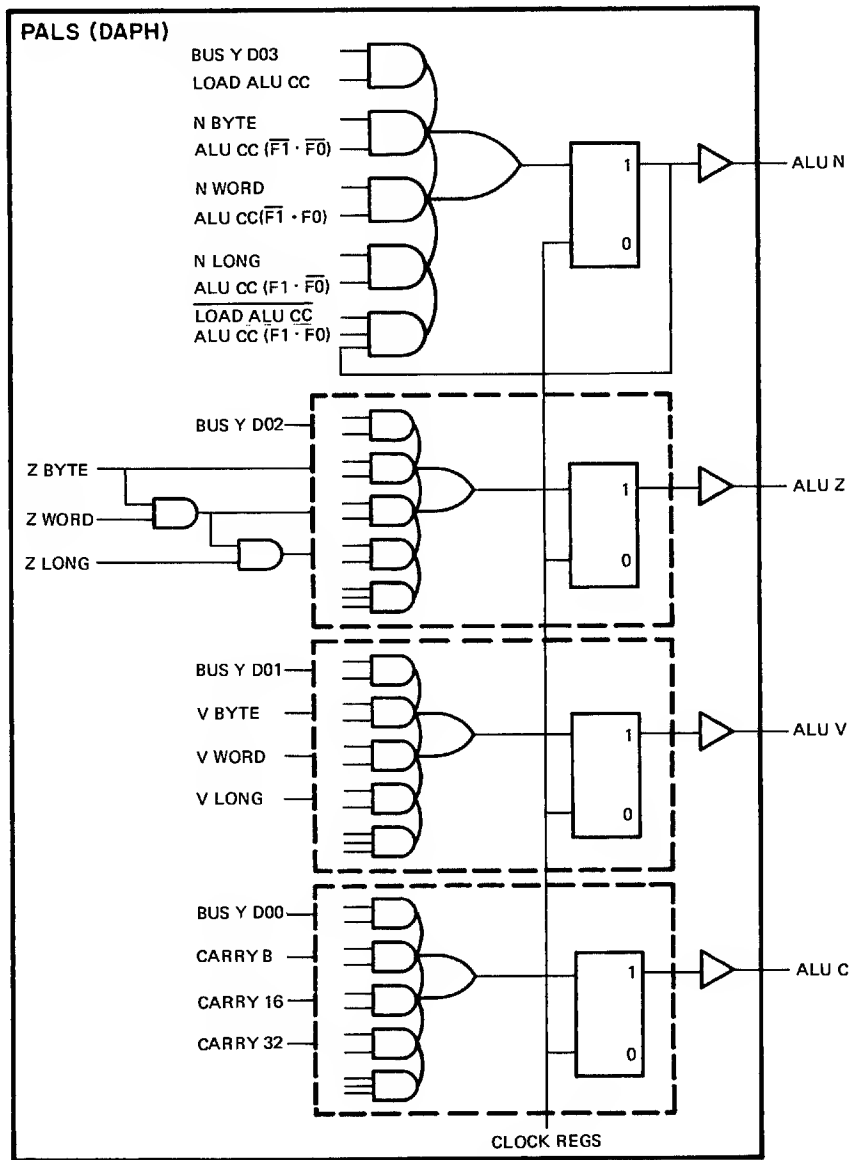 PALS (DAPH)
BUS Y D03
LOAD ALU CC
N BYTE
ALU CC (F̅1̅ · F̅0̅)
N WORD
ALU CC(F̅1̅ · F0)
N LONG
ALU CC (F1 · F̅0̅)
L̅O̅A̅D̅ A̅L̅U̅ C̅C̅
ALU CC (F1 · F0)
1
0
ALU N
BUS Y D02
Z BYTE
Z WORD
Z LONG
1
0
ALU Z
BUS Y D01
V BYTE
V WORD
V LONG
1
0
ALU V
BUS Y D00
CARRY B
CARRY 16
CARRY 32
1
0
ALU C
CLOCK REGS